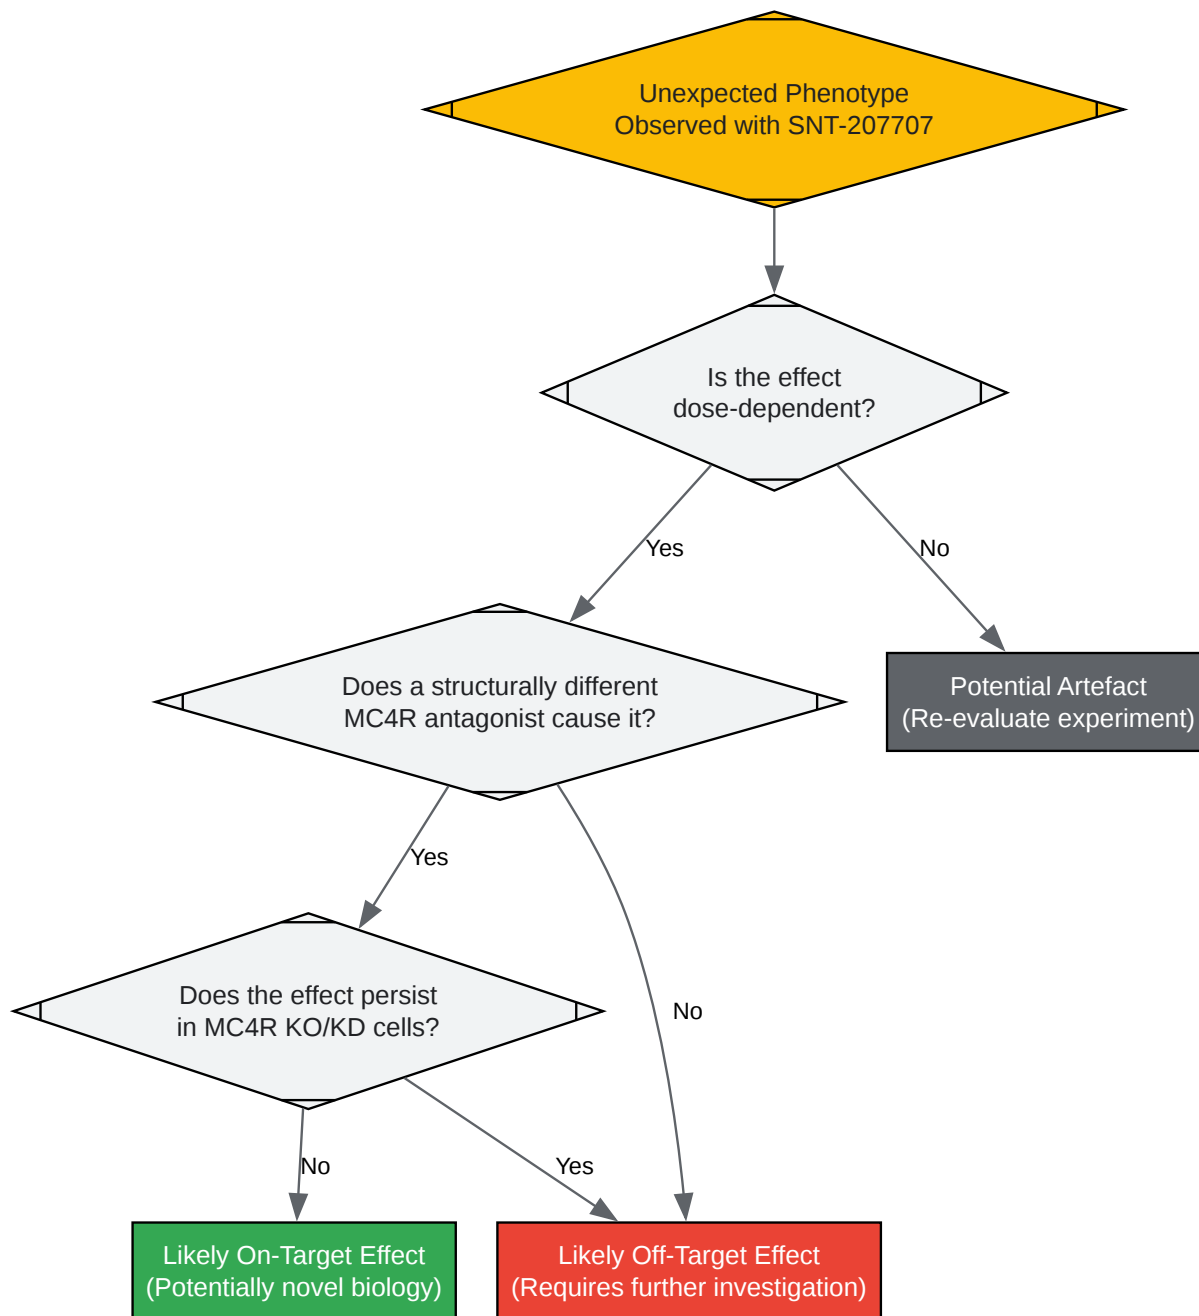 Unexpected Phenotype
Observed with SNT-207707
Is the effect
dose-dependent?
Yes
No
Does a structurally different
MC4R antagonist cause it?
Potential Artefact
(Re-evaluate experiment)
Yes
No
Does the effect persist
in MC4R KO/KD cells?
No
Yes
Likely On-Target Effect
(Potentially novel biology)
Likely Off-Target Effect
(Requires further investigation)